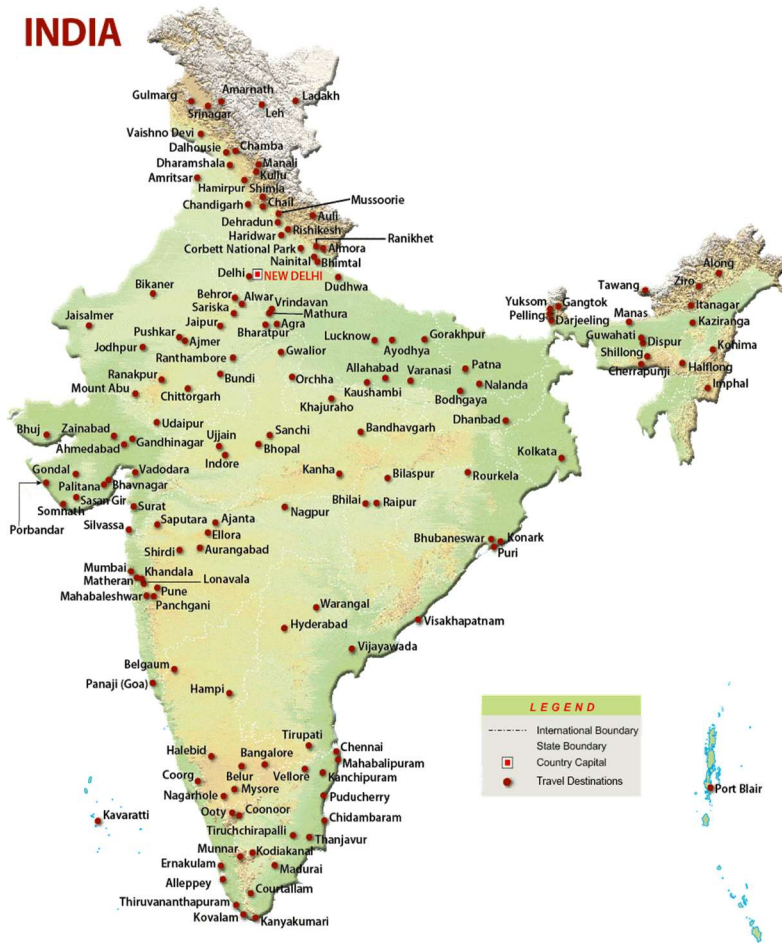 INDIA
Gulmarg
Amarnath
Ladakh
Srinagar
Leh
Vaishno Devi
Dalhousie
Chamba
Dharamshala
Manali
Kullu
Amritsar
Hamirpur
Shimla
Chandigarh
Chail
Mussoorie
Dehradun
Auli
Rishikesh
Haridwar
Ranikhet
Corbett National Park
Almora
Nainital
Bhimtal
Delhi
NEW DELHI
Dudhwa
Along
Tawang
Ziro
Bikaner
Behror
Alwar
Vrindavan
Yuksom
Gangtok
Itanagar
Sariska
Mathura
Pelling
Darjeeling
Manas
Kaziranga
Jaisalmer
Jaipur
Bharatpur
Agra
Pushkar
Ajmer
Lucknow
Ayodhya
Gorakhpur
Guwahati
Dispur
Kohima
Jodhpur
Ranthambore
Gwalior
Shillong
Cherrapunji
Halflong
Ranakpur
Bundi
Orchha
Allahabad
Varanasi
Patna
Imphal
Mount Abu
Chittorgarh
Kaushambi
Nalanda
Khajuraho
Bodhgaya
Bhuj
Zainabad
Udaipur
Dhanbad
Ahmedabad
Gandhinagar
Ujjain
Sanchi
Bandhavgarh
Indore
Bhopal
Kolkata
Gondal
Vadodara
Kanha
Bilaspur
Rourkela
Palitana
Bhavnagar
Sasan Gir
Somnath
Surat
Nagpur
Bhilai
Raipur
Porbandar
Silvassa
Saputara
Ajanta
Ellora
Bhubaneswar
Konark
Puri
Shirdi
Aurangabad
Mumbai
Khandala
Matheran
Lonavala
Mahabaleshwar
Pune
Panchgani
Warangal
Hyderabad
Visakhapatnam
Vijayawada
Belgaum
Panaji (Goa)
Hampi
LEGEND
International Boundary
State Boundary
Country Capital
Travel Destinations
Tirupati
Halebid
Bangalore
Chennai
Mahabalipuram
Belur
Vellore
Kanchipuram
Coorg
Mysore
Nagarhole
Puducherry
Port Blair
Kavaratti
Ooty
Coonoor
Chidambaram
Tiruchchirapalli
Thanjavur
Munnar
Kodiakanal
Ernakulam
Madurai
Alleppey
Courtallam
Thiruvananthapuram
Kovalam
Kanyakumari